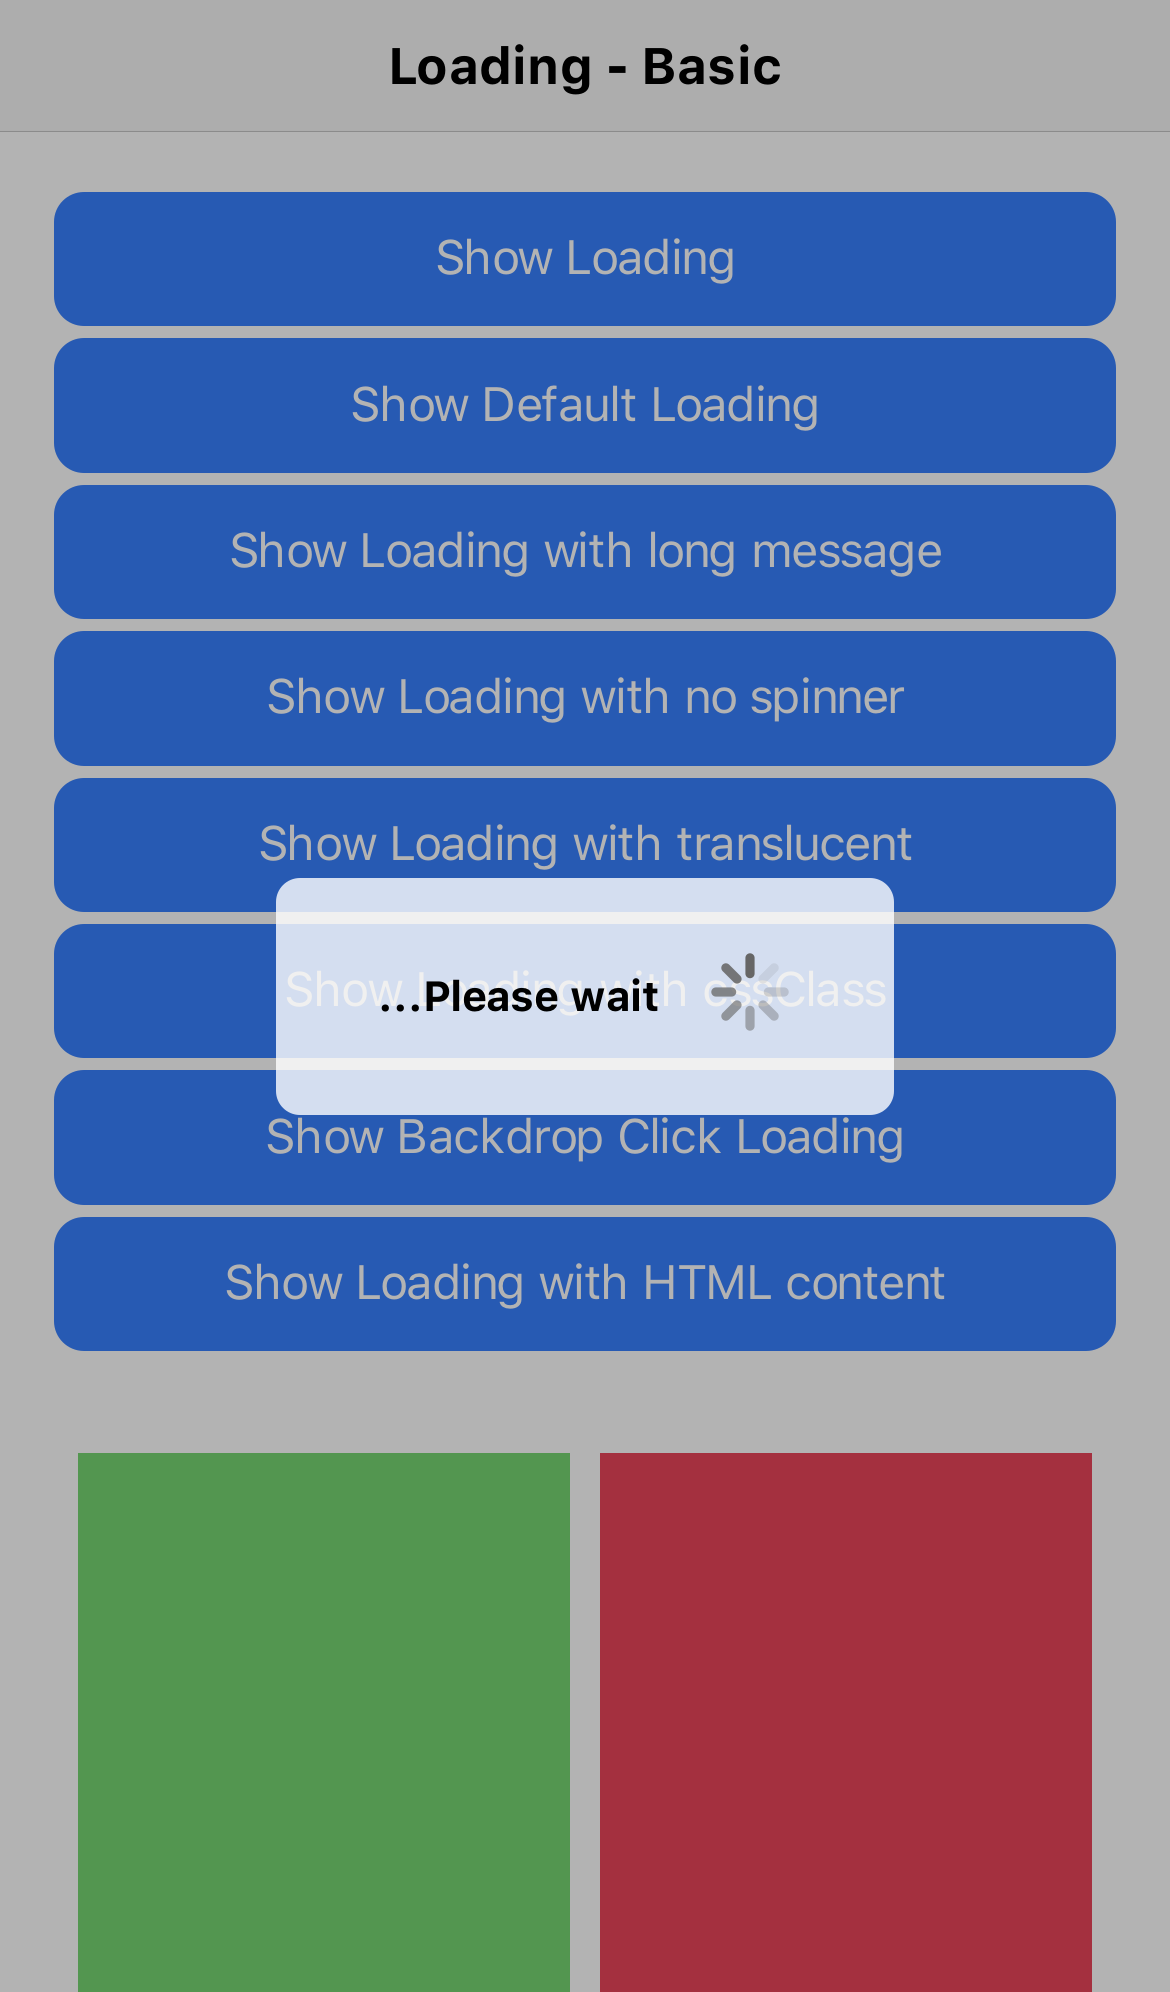 Loading - Basic
Show Loading
Show Default Loading
Show Loading with long message
Show Loading with no spinner
Show Loading with translucent
Show Loading with cssClass
...Please wait
Show Backdrop Click Loading
Show Loading with HTML content